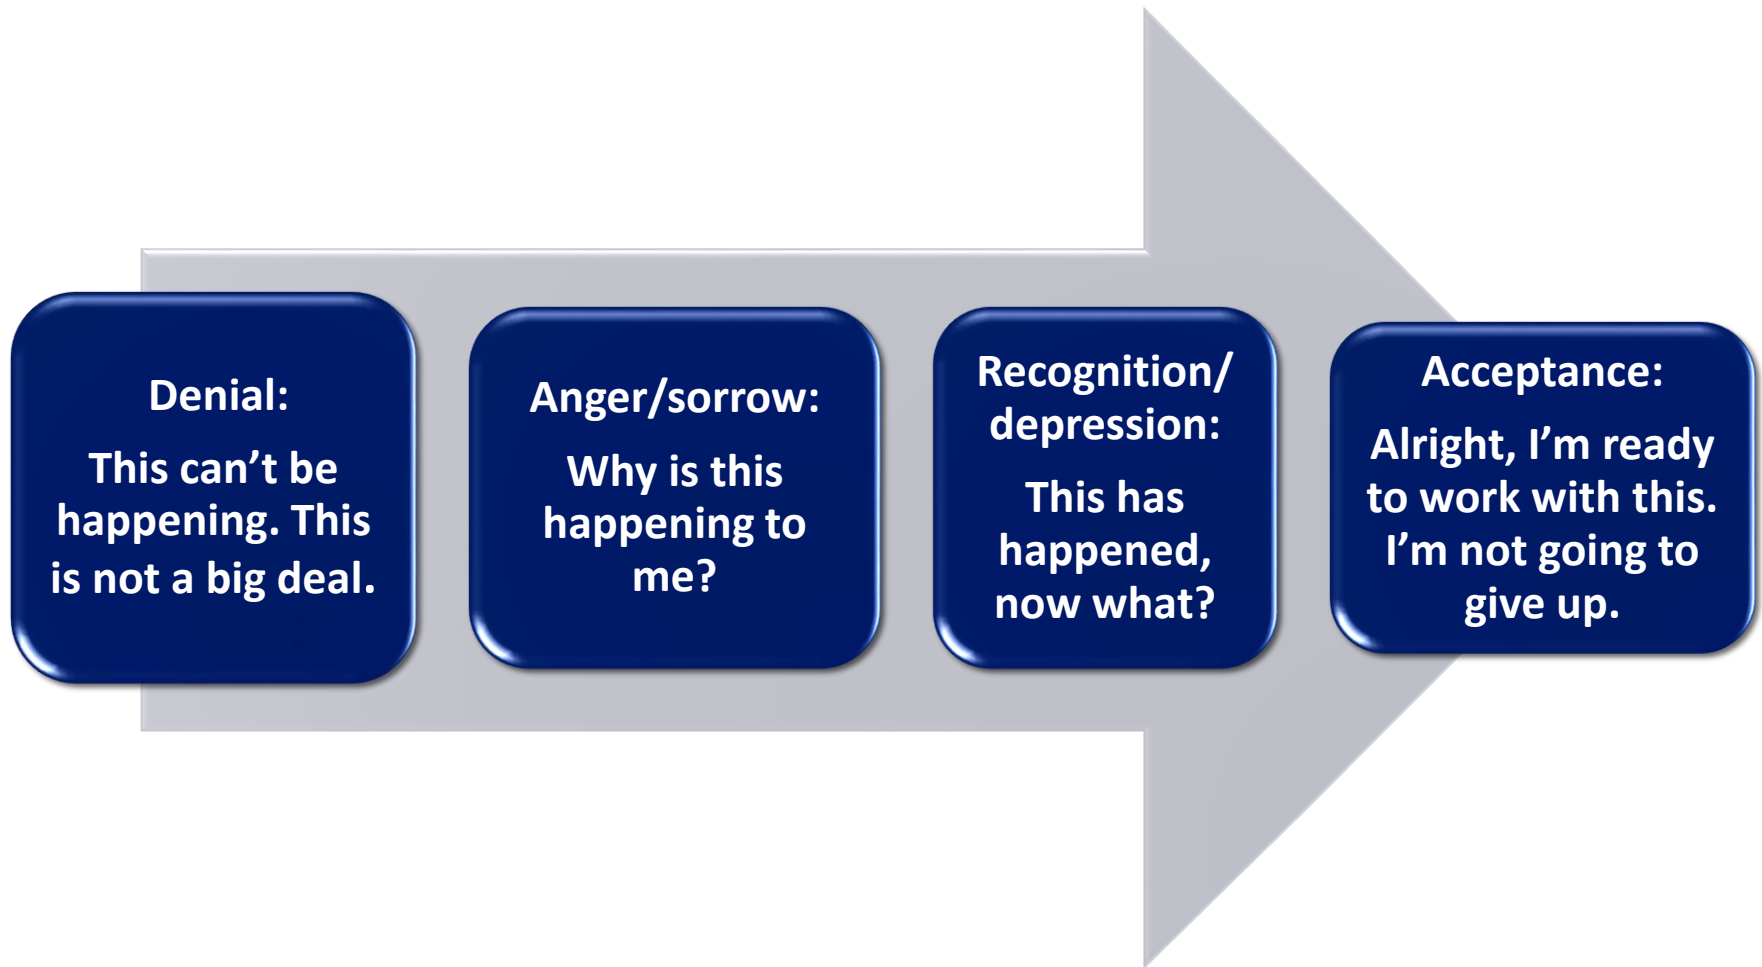 Denial:
This can’t be
happening. This
is not a big deal.
Anger/sorrow:
Why is this
happening to
me?
Recognition/
depression:
This has
happened,
now what?
Acceptance:
Alright, I’m ready
to work with this.
I’m not going to
give up.